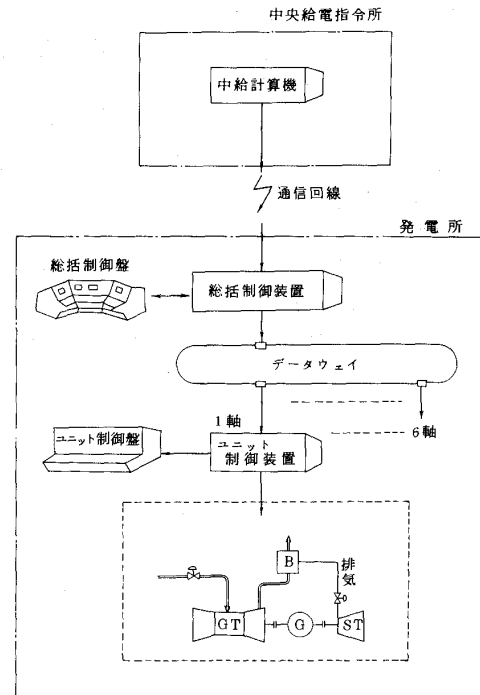 中央給電指令所
中給計算機
通信回線
発電所
総括制御盤
総括制御装置
データウェイ
1軸
6軸
ユニット制御盤
ユニット
制御装置
B
排気
GT
G
ST